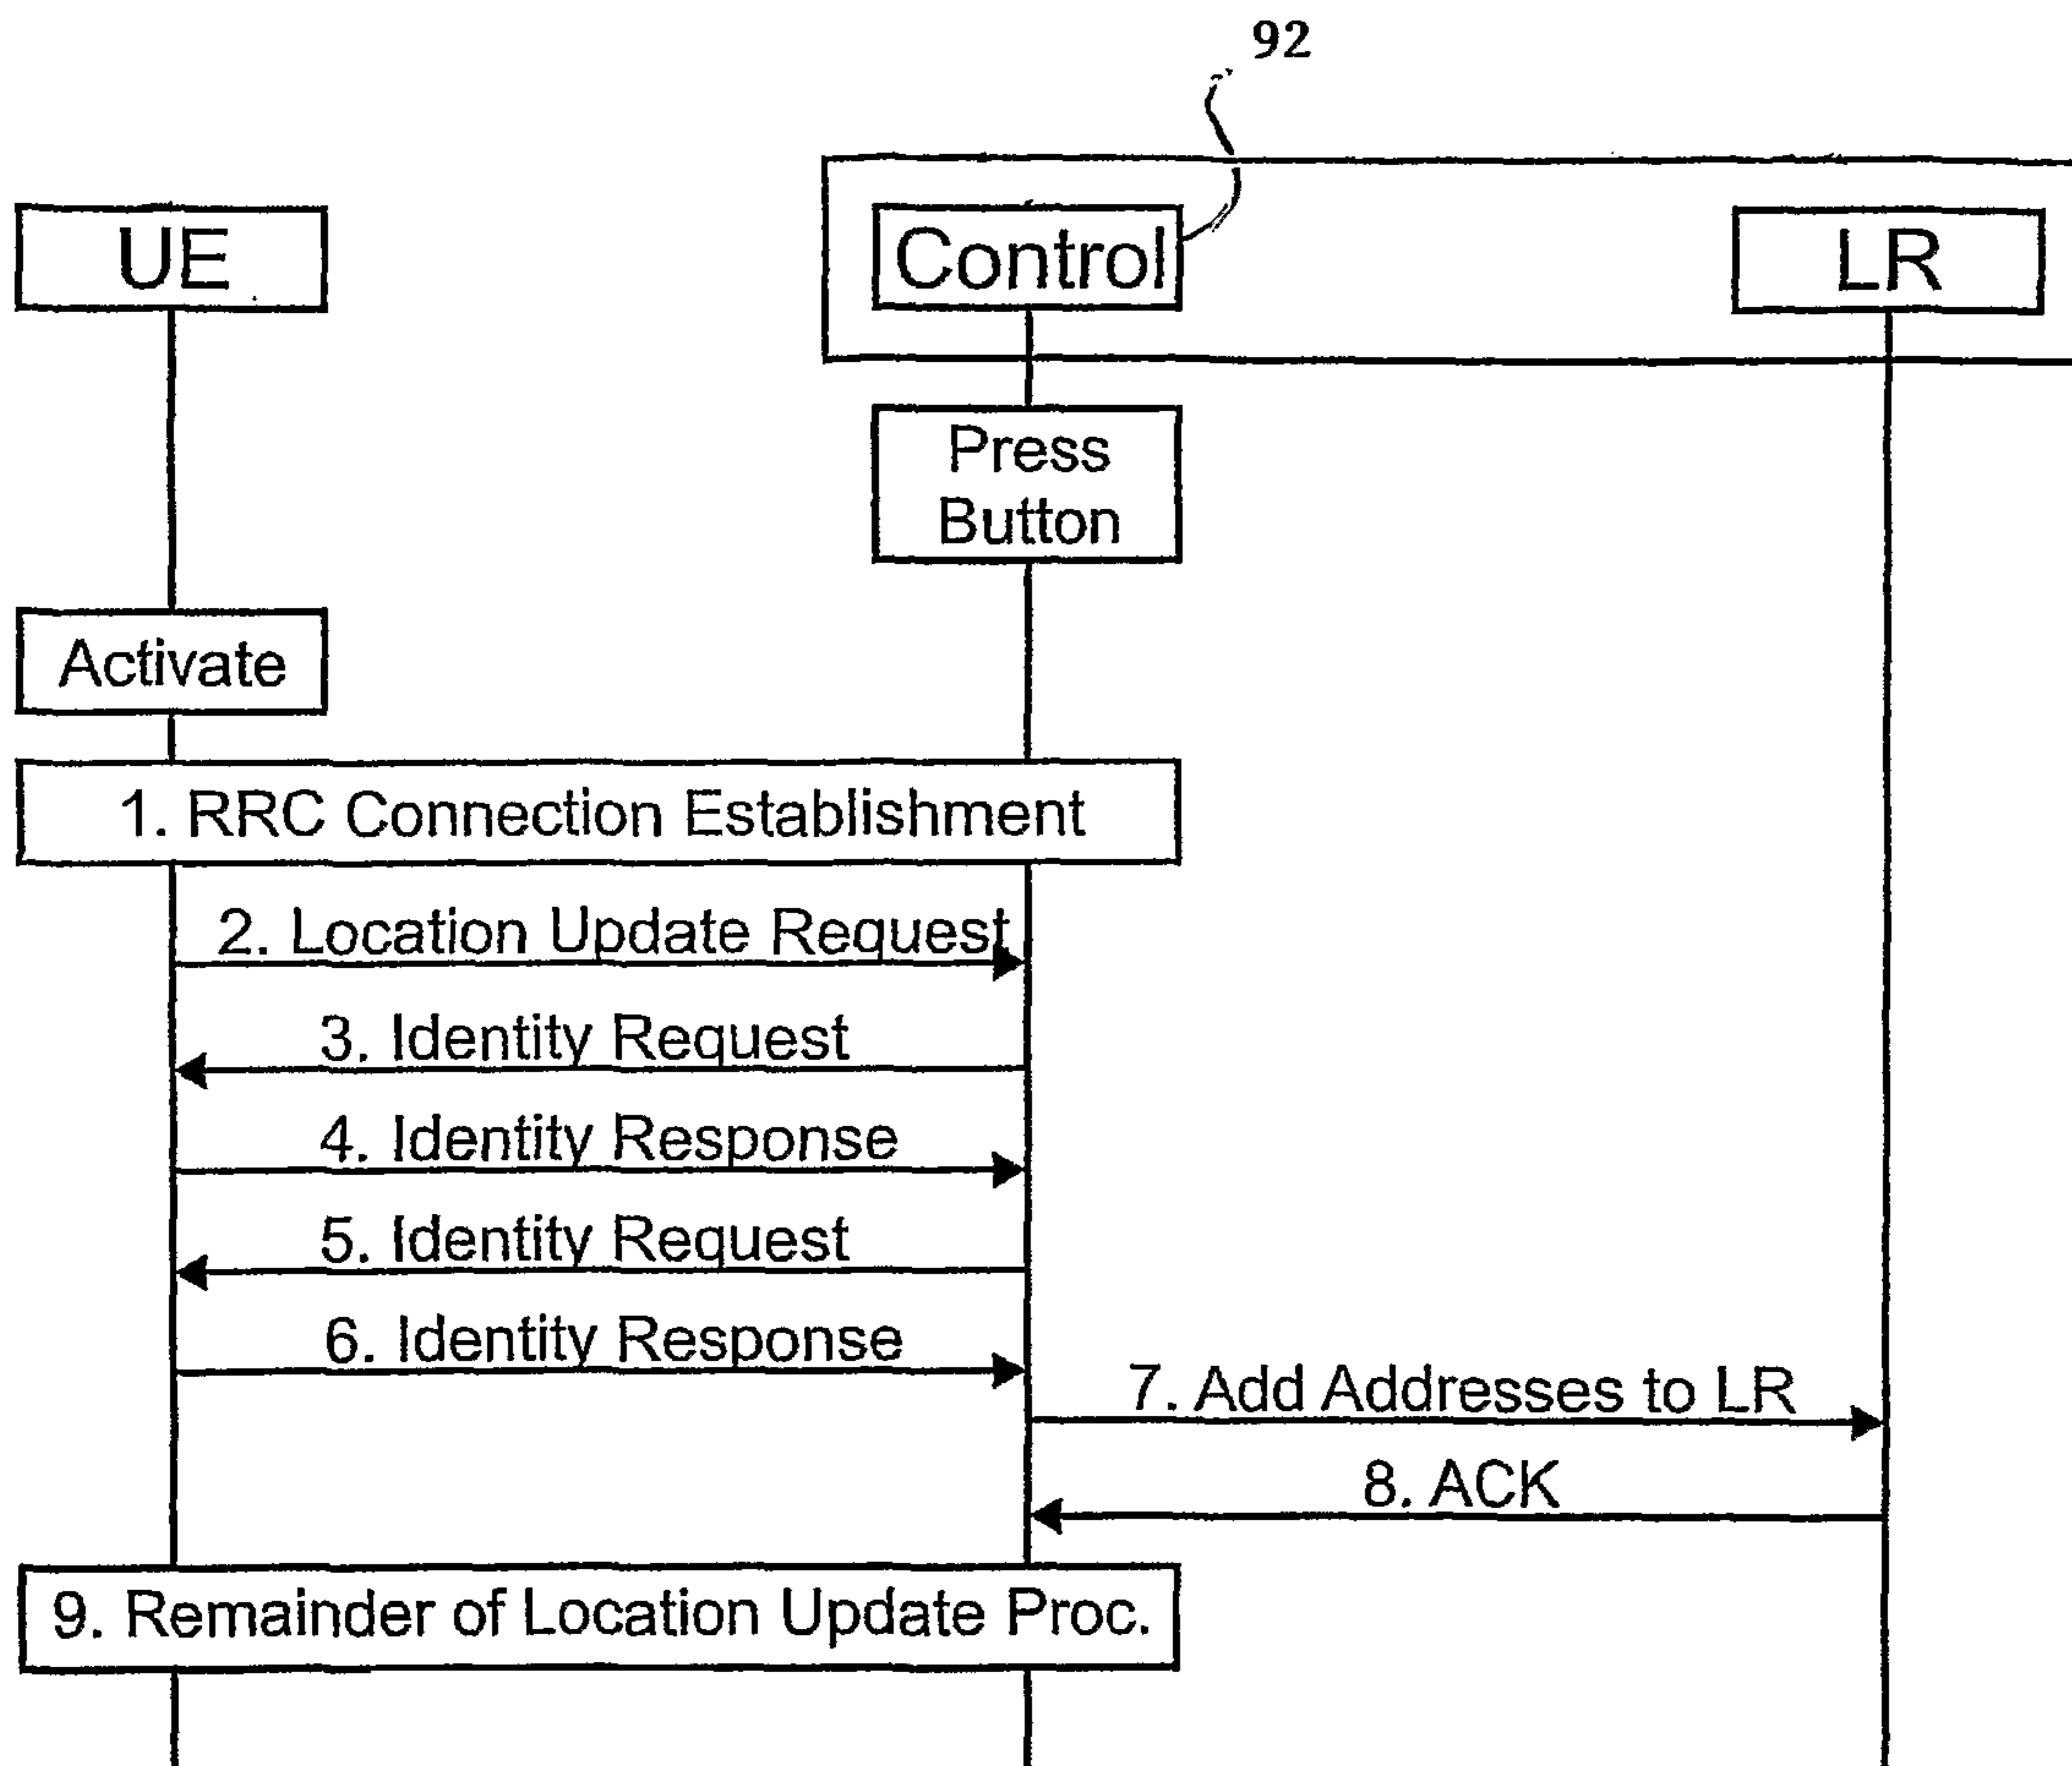 92
UE
Control
LR
Press
Button
Activate
1. RRC Connection Establishment
2. Location Update Request
3. Identity Request
4. Identity Response
5. Identity Request
6. Identity Response
7. Add Addresses to LR
8. ACK
9. Remainder of Location Update Proc.